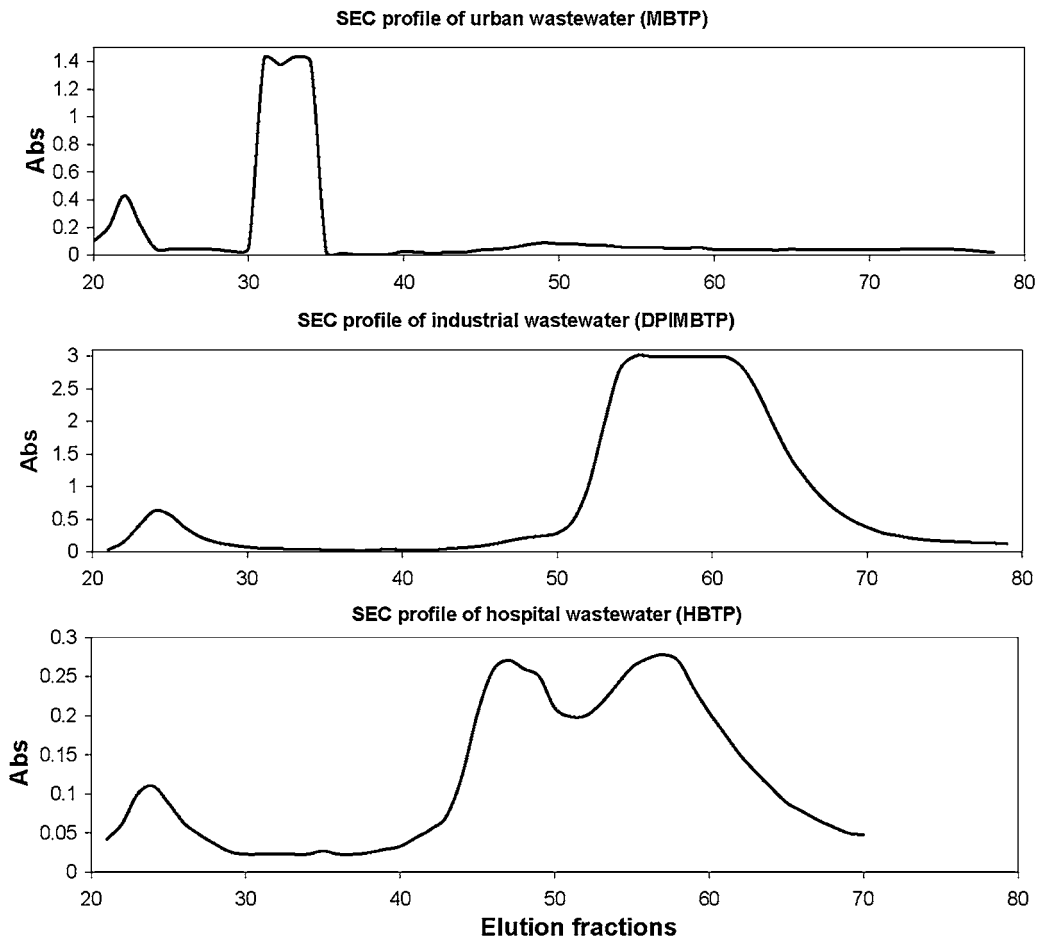 SEC profile of urban wastewater (MBTP)
1.4
1.2
1
0.8
0.6
0.4
0.2
0
Abs
20 30 40 50 60 70 80
SEC profile of industrial wastewater (DPIMBTP)
3
2.5
2
1.5
1
0.5
0
Abs
20 30 40 50 60 70 80
SEC profile of hospital wastewater (HBTP)
0.3
0.25
0.2
0.15
0.1
0.05
0
Abs
20 30 40 50 60 70 80
Elution fractions